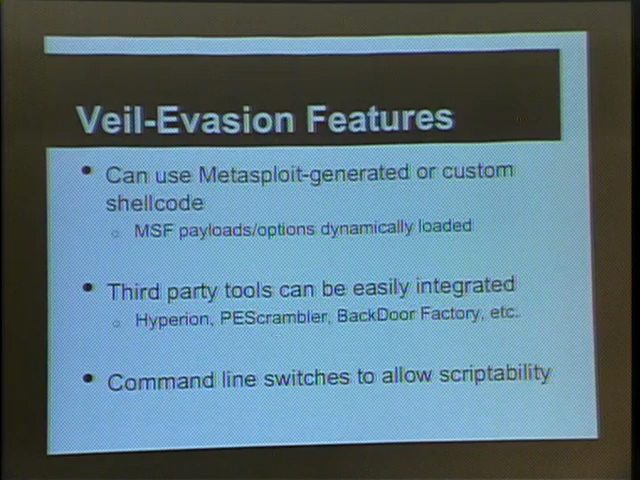 Veil-Evasion Features
• Can use Metasploit-generated or custom
shellcode
○ MSF payloads/options dynamically loaded
• Third party tools can be easily integrated
○ Hyperion, PEScrambler, BackDoor Factory, etc.
• Command line switches to allow scriptability